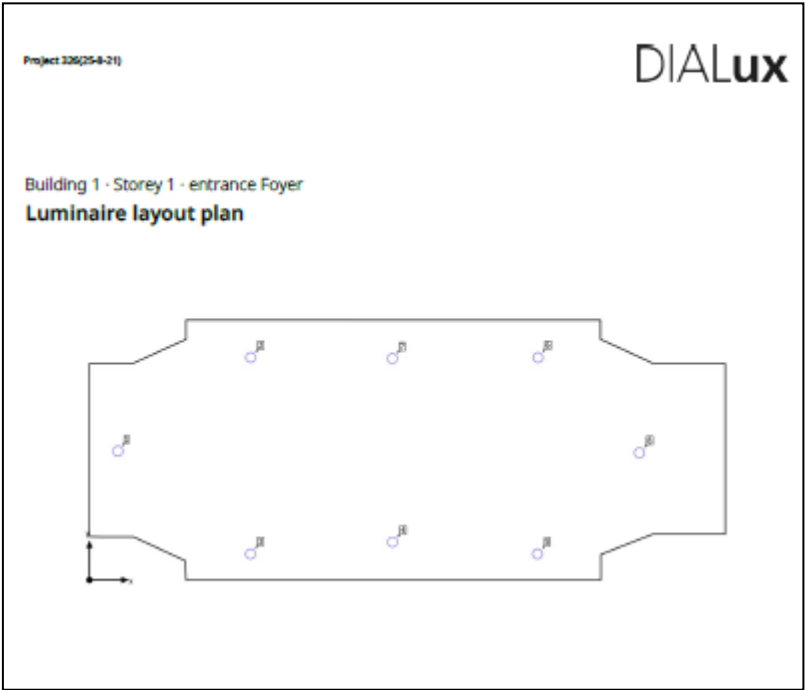 Project 326(25-8-21)
DIALux
Building 1 · Storey 1 · entrance Foyer
Luminaire layout plan